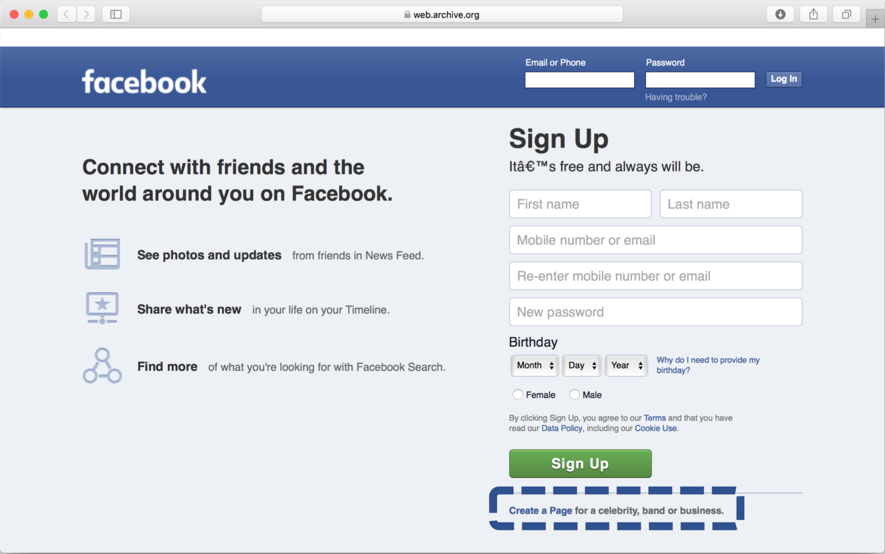 web.archive.org
facebook
Email or Phone
Password
Log In
Having trouble?
Connect with friends and the
world around you on Facebook.
See photos and updates from friends in News Feed.
Share what's new in your life on your Timeline.
Find more of what you're looking for with Facebook Search.
Sign Up
Itâ€™s free and always will be.
First name
Last name
Mobile number or email
Re-enter mobile number or email
New password
Birthday
Month
Day
Year
Why do I need to provide my
birthday?
Female
Male
By clicking Sign Up, you agree to our Terms and that you have
read our Data Policy, including our Cookie Use.
Sign Up
Create a Page for a celebrity, band or business.